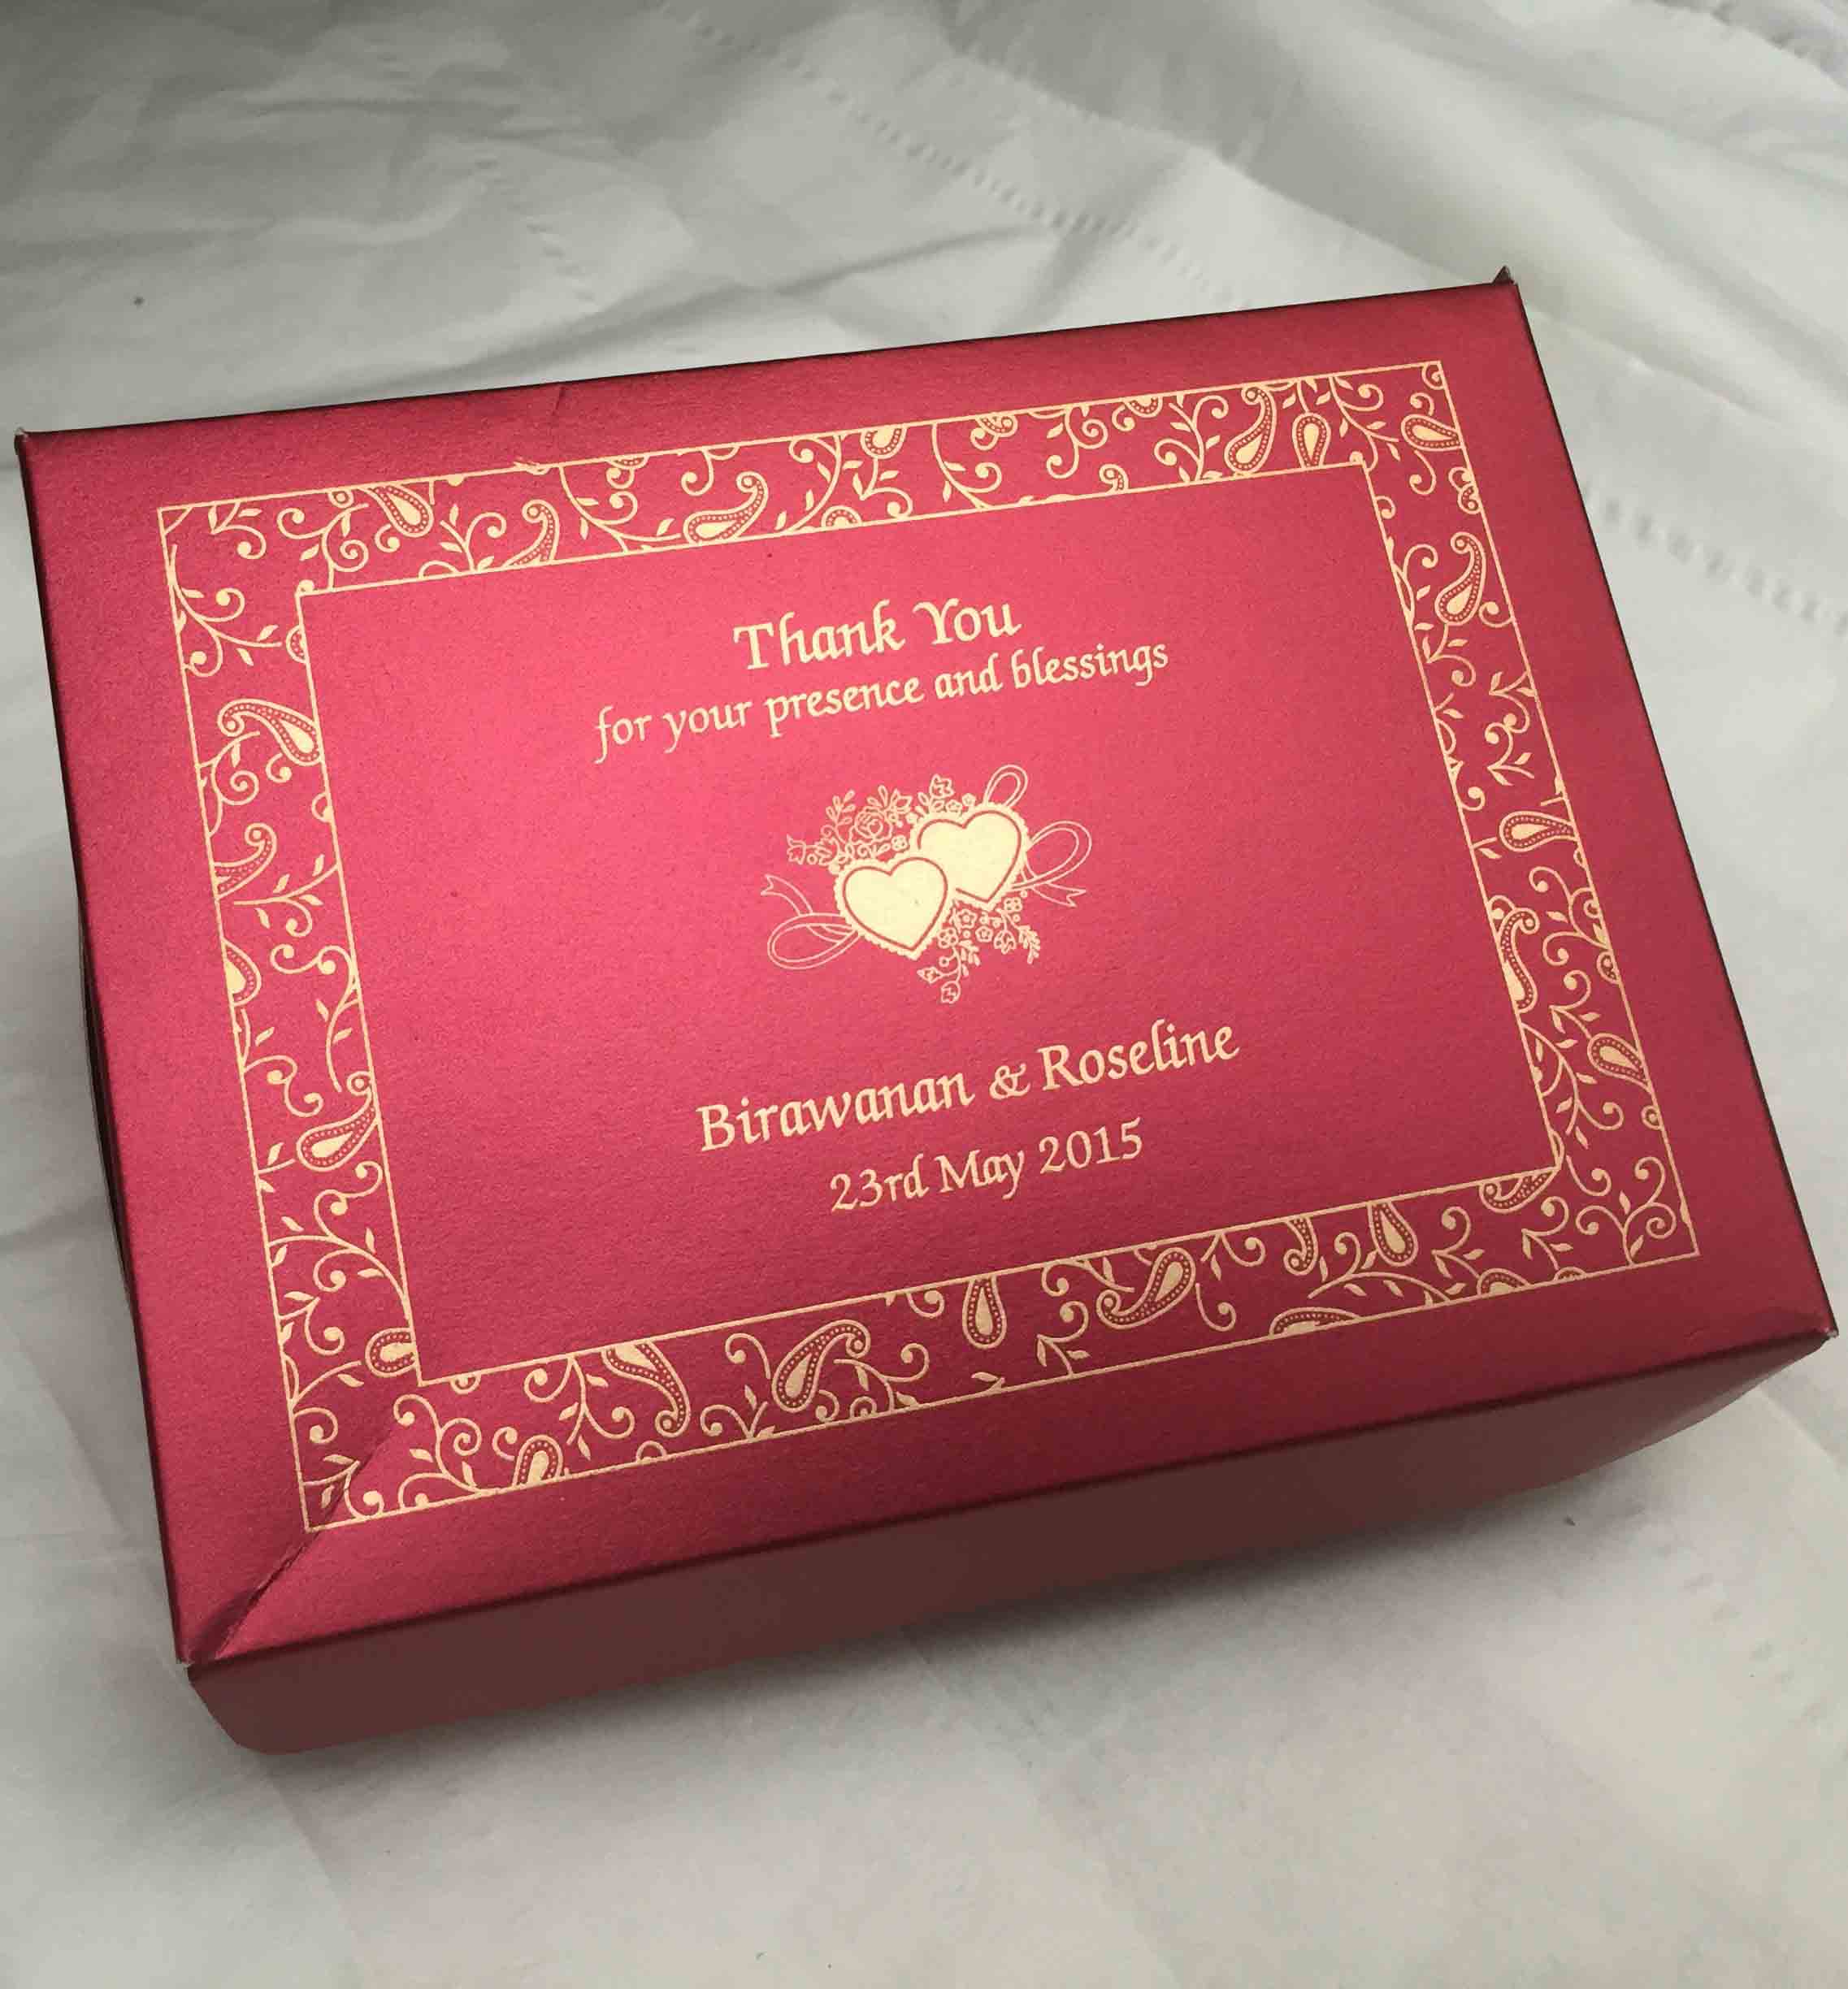 Thank You
for your presence and blessings
Birawanan & Roseline
23rd May 2015